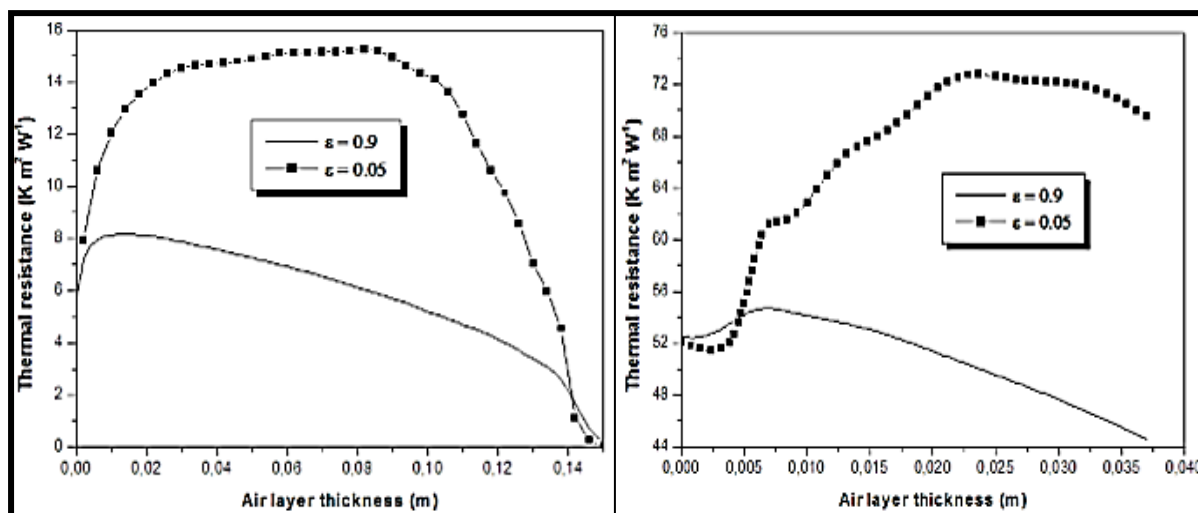 16
14
12
10
8
6
4
2
0
Thermal resistance (K m² W⁻¹)
ε = 0.9
ε = 0.05
0,00 0,02 0,04 0,06 0,08 0,10 0,12 0,14
Air layer thickness (m)
76
72
68
64
60
56
52
48
44
Thermal resistance (K m² W⁻¹)
ε = 0.9
ε = 0.05
0,000 0,005 0,010 0,015 0,020 0,025 0,030 0,035 0,040
Air layer thickness (m)